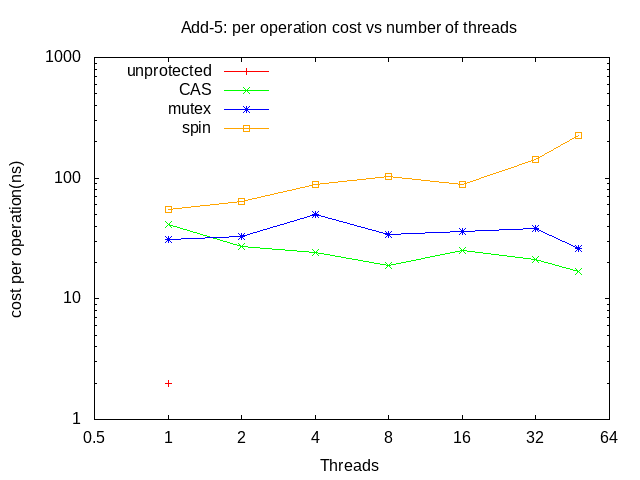 Add-5: per operation cost vs number of threads
1000
100
10
1
cost per operation(ns)
unprotected
CAS
mutex
spin
0.5 1 2 4 8 16 32 64
Threads